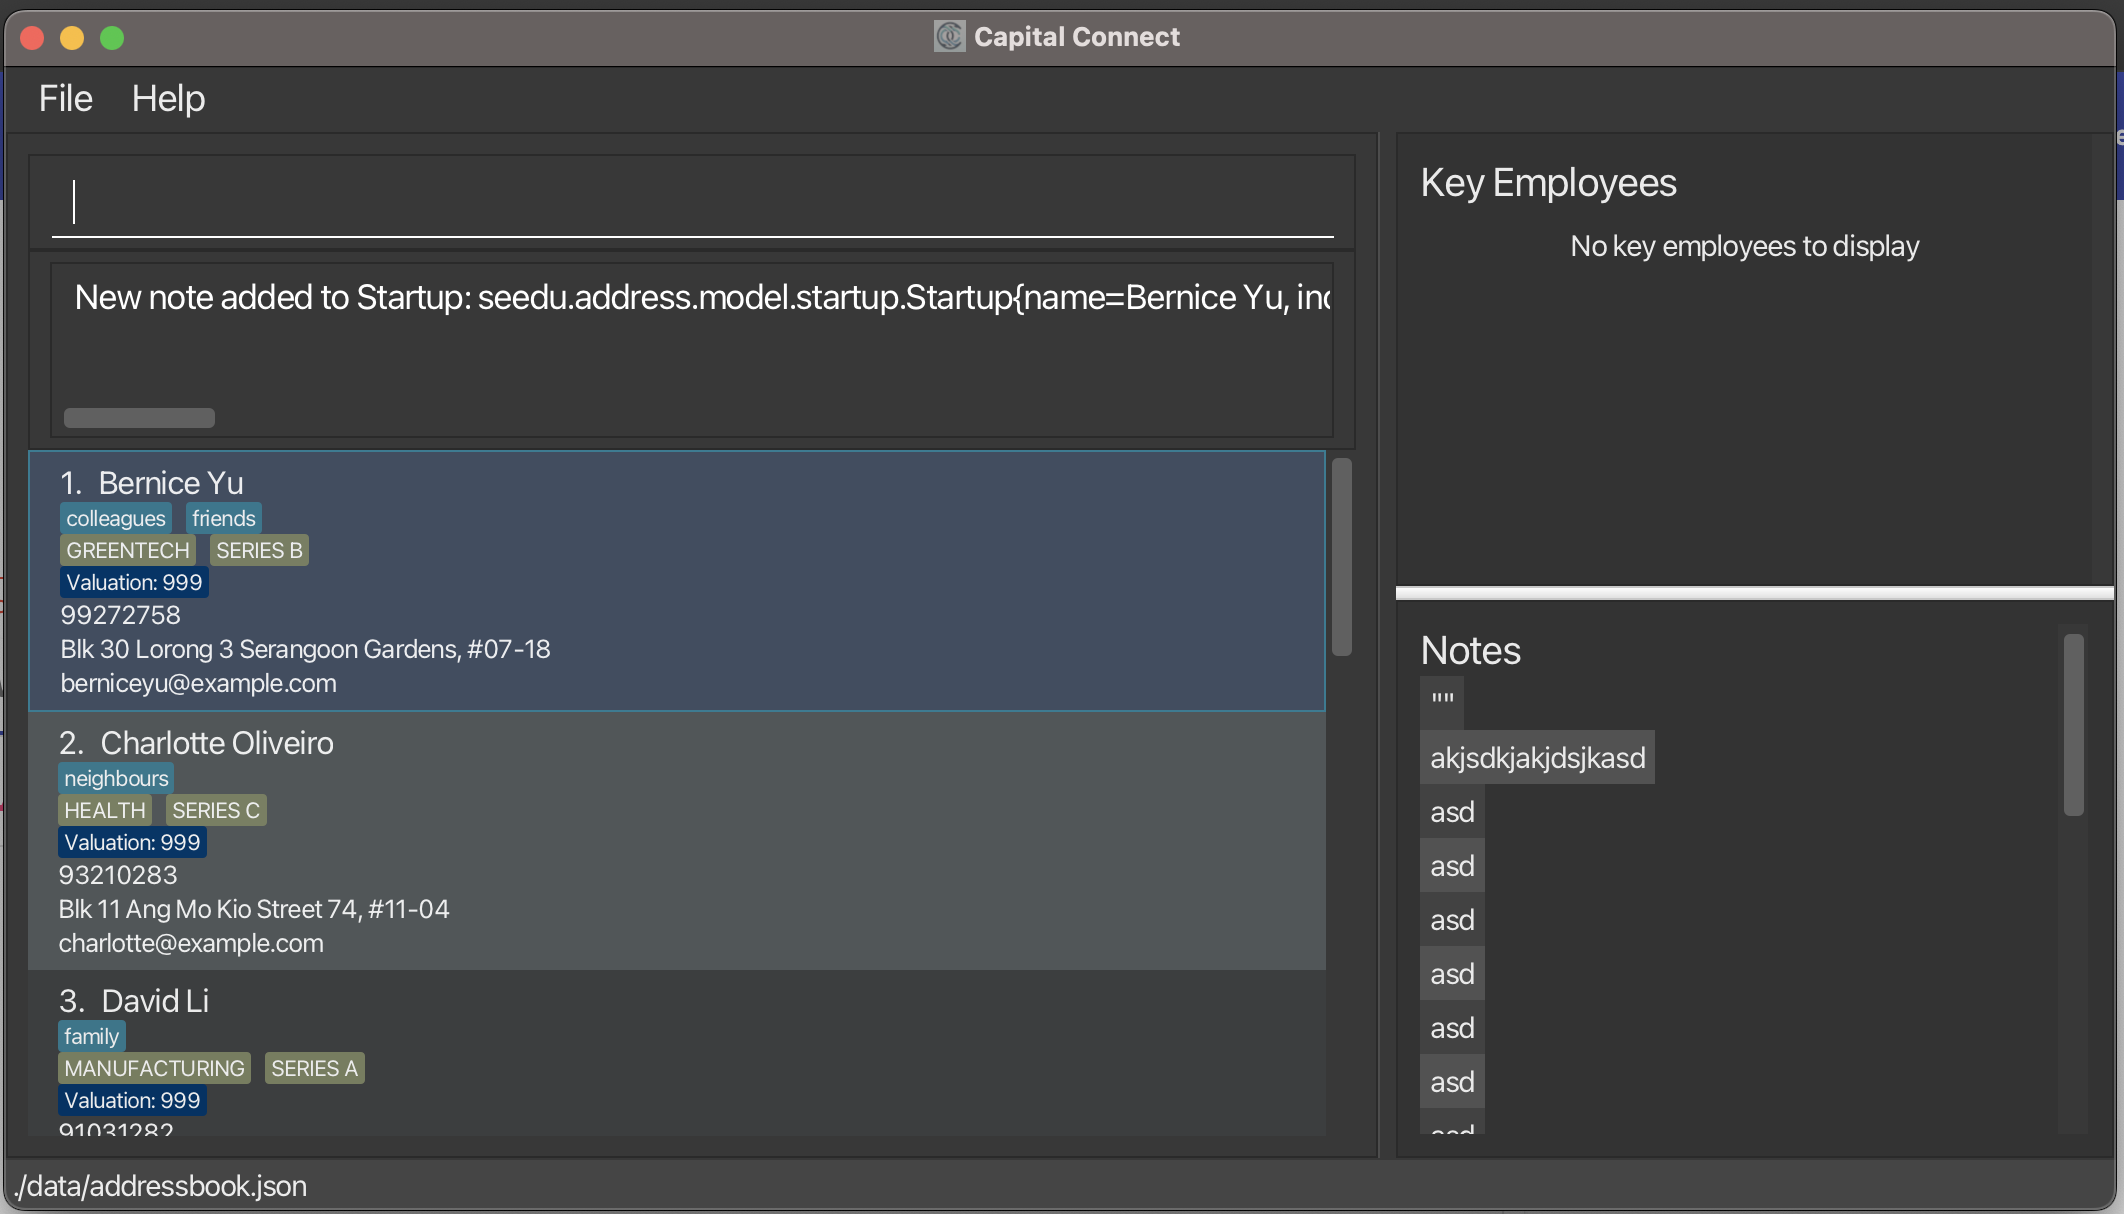 Capital Connect
File Help
New note added to Startup: seedu.address.model.startup.Startup{name=Bernice Yu,
1. Bernice Yu
colleagues friends
GREENTECH SERIES B
Valuation: 999
99272758
Blk 30 Lorong 3 Serangoon Gardens, #07-18
berniceyu@example.com
2. Charlotte Oliveiro
neighbours
HEALTH SERIES C
Valuation: 999
93210283
Blk 11 Ang Mo Kio Street 74, #11-04
charlotte@example.com
3. David Li
family
MANUFACTURING SERIES A
Valuation: 999
91031282
Key Employees
No key employees to display
Notes
""
akjsdkjakjdsjkasd
asd
asd
asd
asd
asd
asd
asd
./data/addressbook.json